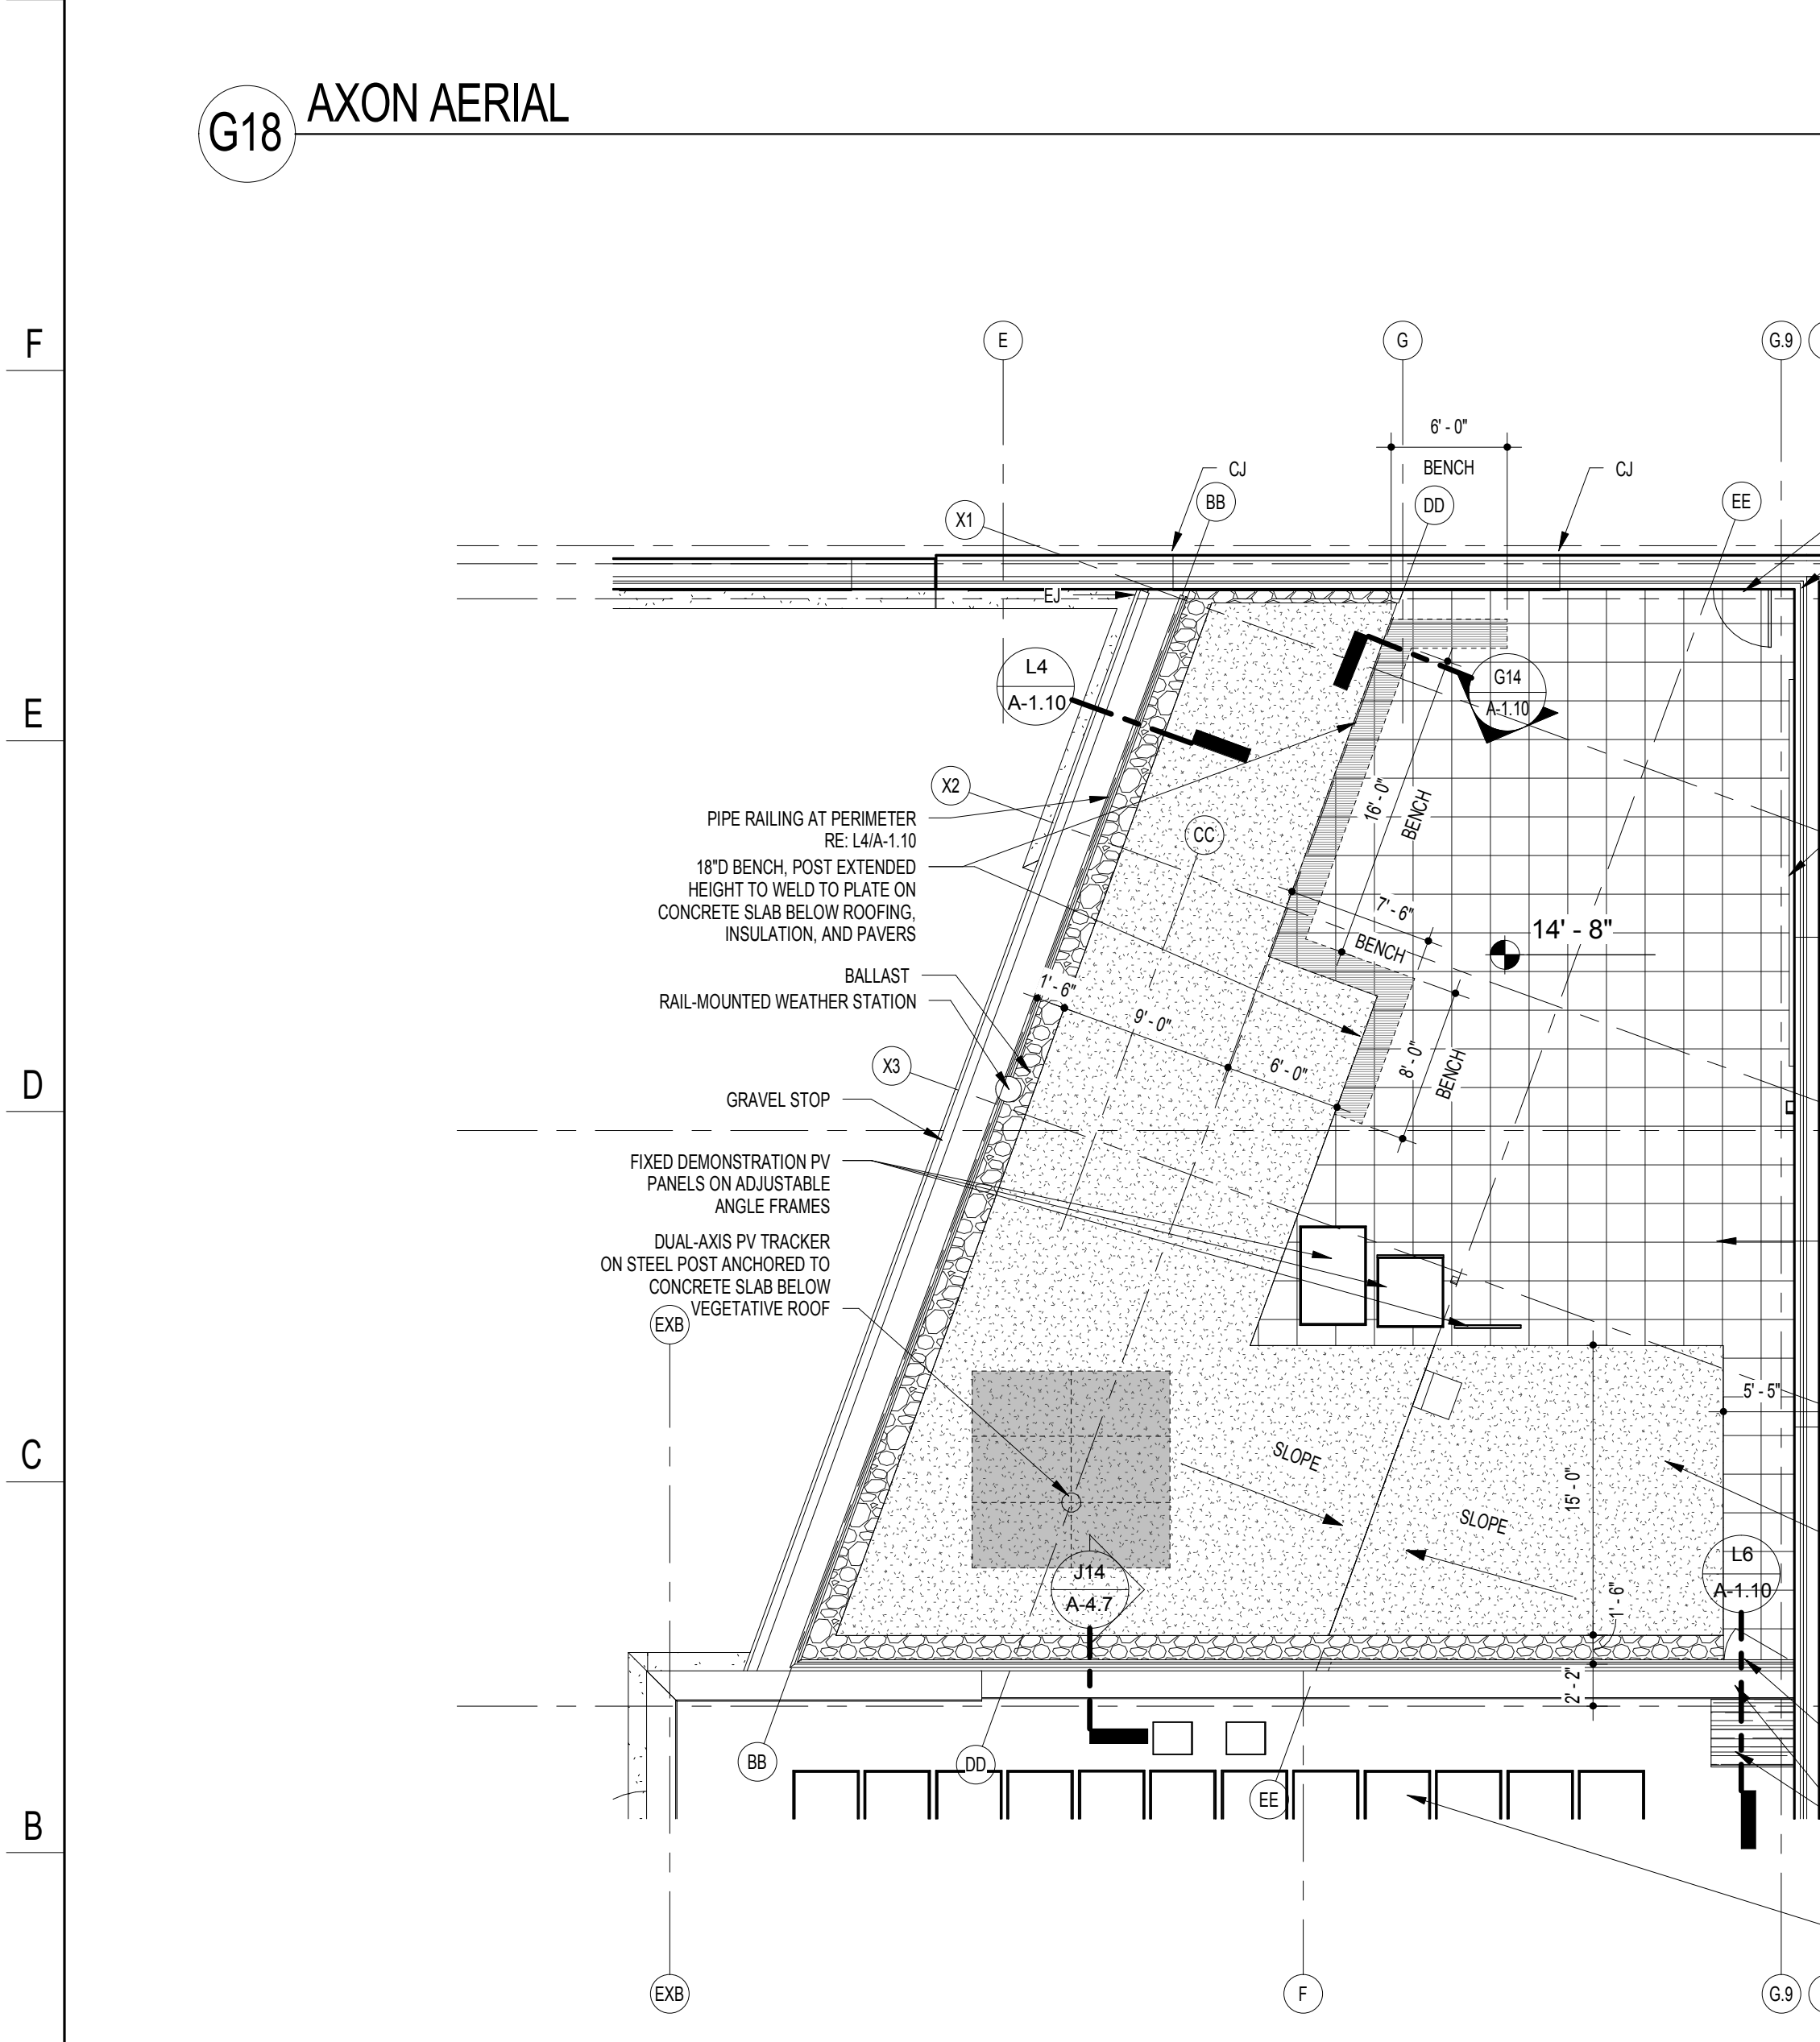 G18
AXON AERIAL
F
E
D
C
B
E
G
G.9
6' - 0"
BENCH
CJ
CJ
X1
BB
DD
EE
EJ
L4
A-1.10
G14
A-1.10
X2
PIPE RAILING AT PERIMETER
RE: L4/A-1.10
18"D BENCH, POST EXTENDED
HEIGHT TO WELD TO PLATE ON
CONCRETE SLAB BELOW ROOFING,
INSULATION, AND PAVERS
CC
16' - 0"
BENCH
7' - 6"
BENCH
14' - 8"
BALLAST
RAIL-MOUNTED WEATHER STATION
1' - 6"
9' - 0"
6' - 0"
8' - 0"
BENCH
X3
GRAVEL STOP
FIXED DEMONSTRATION PV
PANELS ON ADJUSTABLE
ANGLE FRAMES
DUAL-AXIS PV TRACKER
ON STEEL POST ANCHORED TO
CONCRETE SLAB BELOW
VEGETATIVE ROOF
EXB
5' - 5"
SLOPE
SLOPE
15' - 0"
J14
A-4.7
L6
A-1.10
1' - 6"
2' - 2"
BB
DD
EE
EXB
F
G.9